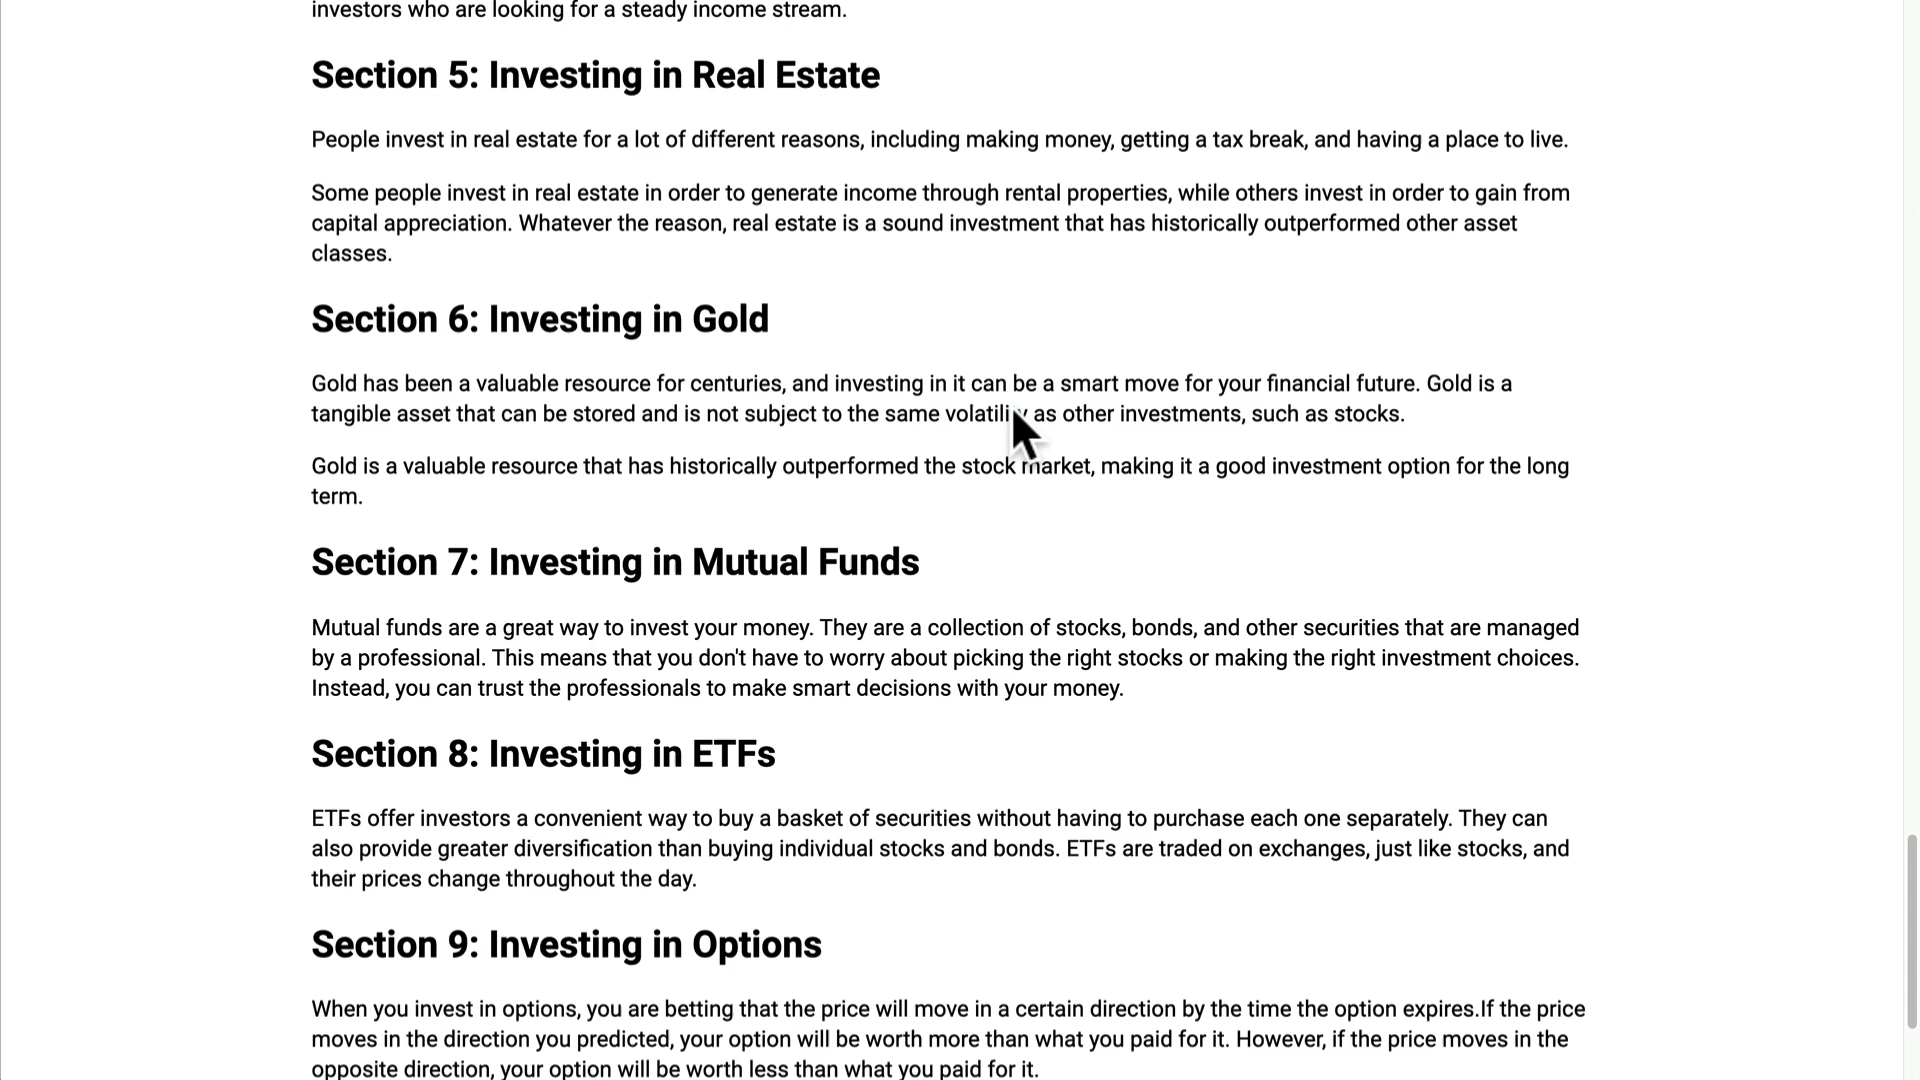 investors who are looking for a steady income stream.
Section 5: Investing in Real Estate
People invest in real estate for a lot of different reasons, including making money, getting a tax break, and having a place to live.
Some people invest in real estate in order to generate income through rental properties, while others invest in order to gain from
capital appreciation. Whatever the reason, real estate is a sound investment that has historically outperformed other asset
classes.
Section 6: Investing in Gold
Gold has been a valuable resource for centuries, and investing in it can be a smart move for your financial future. Gold is a
tangible asset that can be stored and is not subject to the same volatility as other investments, such as stocks.
Gold is a valuable resource that has historically outperformed the stock market, making it a good investment option for the long
term.
Section 7: Investing in Mutual Funds
Mutual funds are a great way to invest your money. They are a collection of stocks, bonds, and other securities that are managed
by a professional. This means that you don't have to worry about picking the right stocks or making the right investment choices.
Instead, you can trust the professionals to make smart decisions with your money.
Section 8: Investing in ETFs
ETFs offer investors a convenient way to buy a basket of securities without having to purchase each one separately. They can
also provide greater diversification than buying individual stocks and bonds. ETFs are traded on exchanges, just like stocks, and
their prices change throughout the day.
Section 9: Investing in Options
When you invest in options, you are betting that the price will move in a certain direction by the time the option expires.If the price
moves in the direction you predicted, your option will be worth more than what you paid for it. However, if the price moves in the
opposite direction, your option will be worth less than what you paid for it.